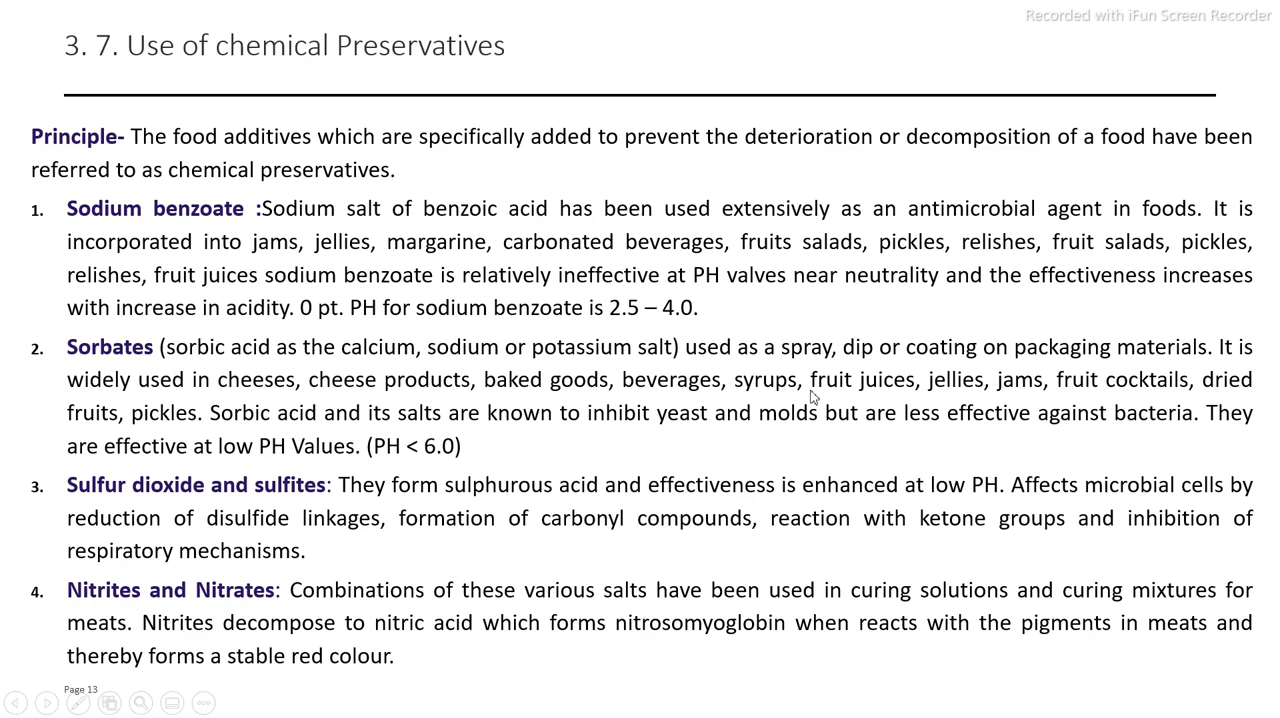 Recorded with iFun Screen Recorder
3. 7. Use of chemical Preservatives
Principle- The food additives which are specifically added to prevent the deterioration or decomposition of a food have been
referred to as chemical preservatives.
1. Sodium benzoate :Sodium salt of benzoic acid has been used extensively as an antimicrobial agent in foods. It is
incorporated into jams, jellies, margarine, carbonated beverages, fruits salads, pickles, relishes, fruit salads, pickles,
relishes, fruit juices sodium benzoate is relatively ineffective at PH valves near neutrality and the effectiveness increases
with increase in acidity. 0 pt. PH for sodium benzoate is 2.5 – 4.0.
2. Sorbates (sorbic acid as the calcium, sodium or potassium salt) used as a spray, dip or coating on packaging materials. It is
widely used in cheeses, cheese products, baked goods, beverages, syrups, fruit juices, jellies, jams, fruit cocktails, dried
fruits, pickles. Sorbic acid and its salts are known to inhibit yeast and molds but are less effective against bacteria. They
are effective at low PH Values. (PH < 6.0)
3. Sulfur dioxide and sulfites: They form sulphurous acid and effectiveness is enhanced at low PH. Affects microbial cells by
reduction of disulfide linkages, formation of carbonyl compounds, reaction with ketone groups and inhibition of
respiratory mechanisms.
4. Nitrites and Nitrates: Combinations of these various salts have been used in curing solutions and curing mixtures for
meats. Nitrites decompose to nitric acid which forms nitrosomyoglobin when reacts with the pigments in meats and
thereby forms a stable red colour.
Page 13